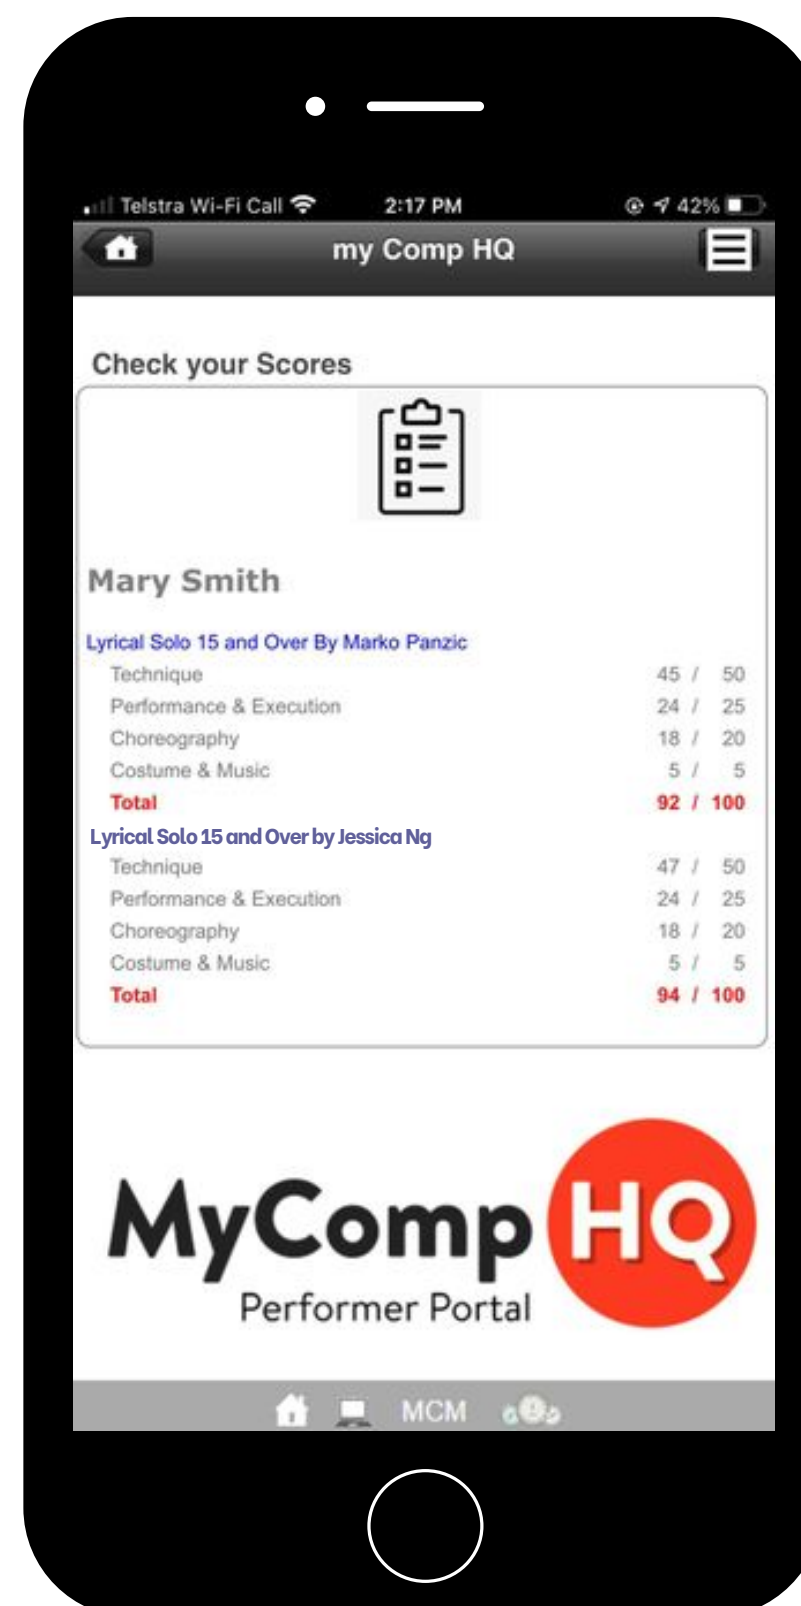 Telstra Wi-Fi Call 2:17 PM 42%
my Comp HQ
Check your Scores
Mary Smith
Lyrical Solo 15 and Over By Marko Panzic
Technique 45 / 50
Performance & Execution 24 / 25
Choreography 18 / 20
Costume & Music 5 / 5
Total 92 / 100
Lyrical Solo 15 and Over by Jessica Ng
Technique 47 / 50
Performance & Execution 24 / 25
Choreography 18 / 20
Costume & Music 5 / 5
Total 94 / 100
MyComp HQ
Performer Portal
MCM